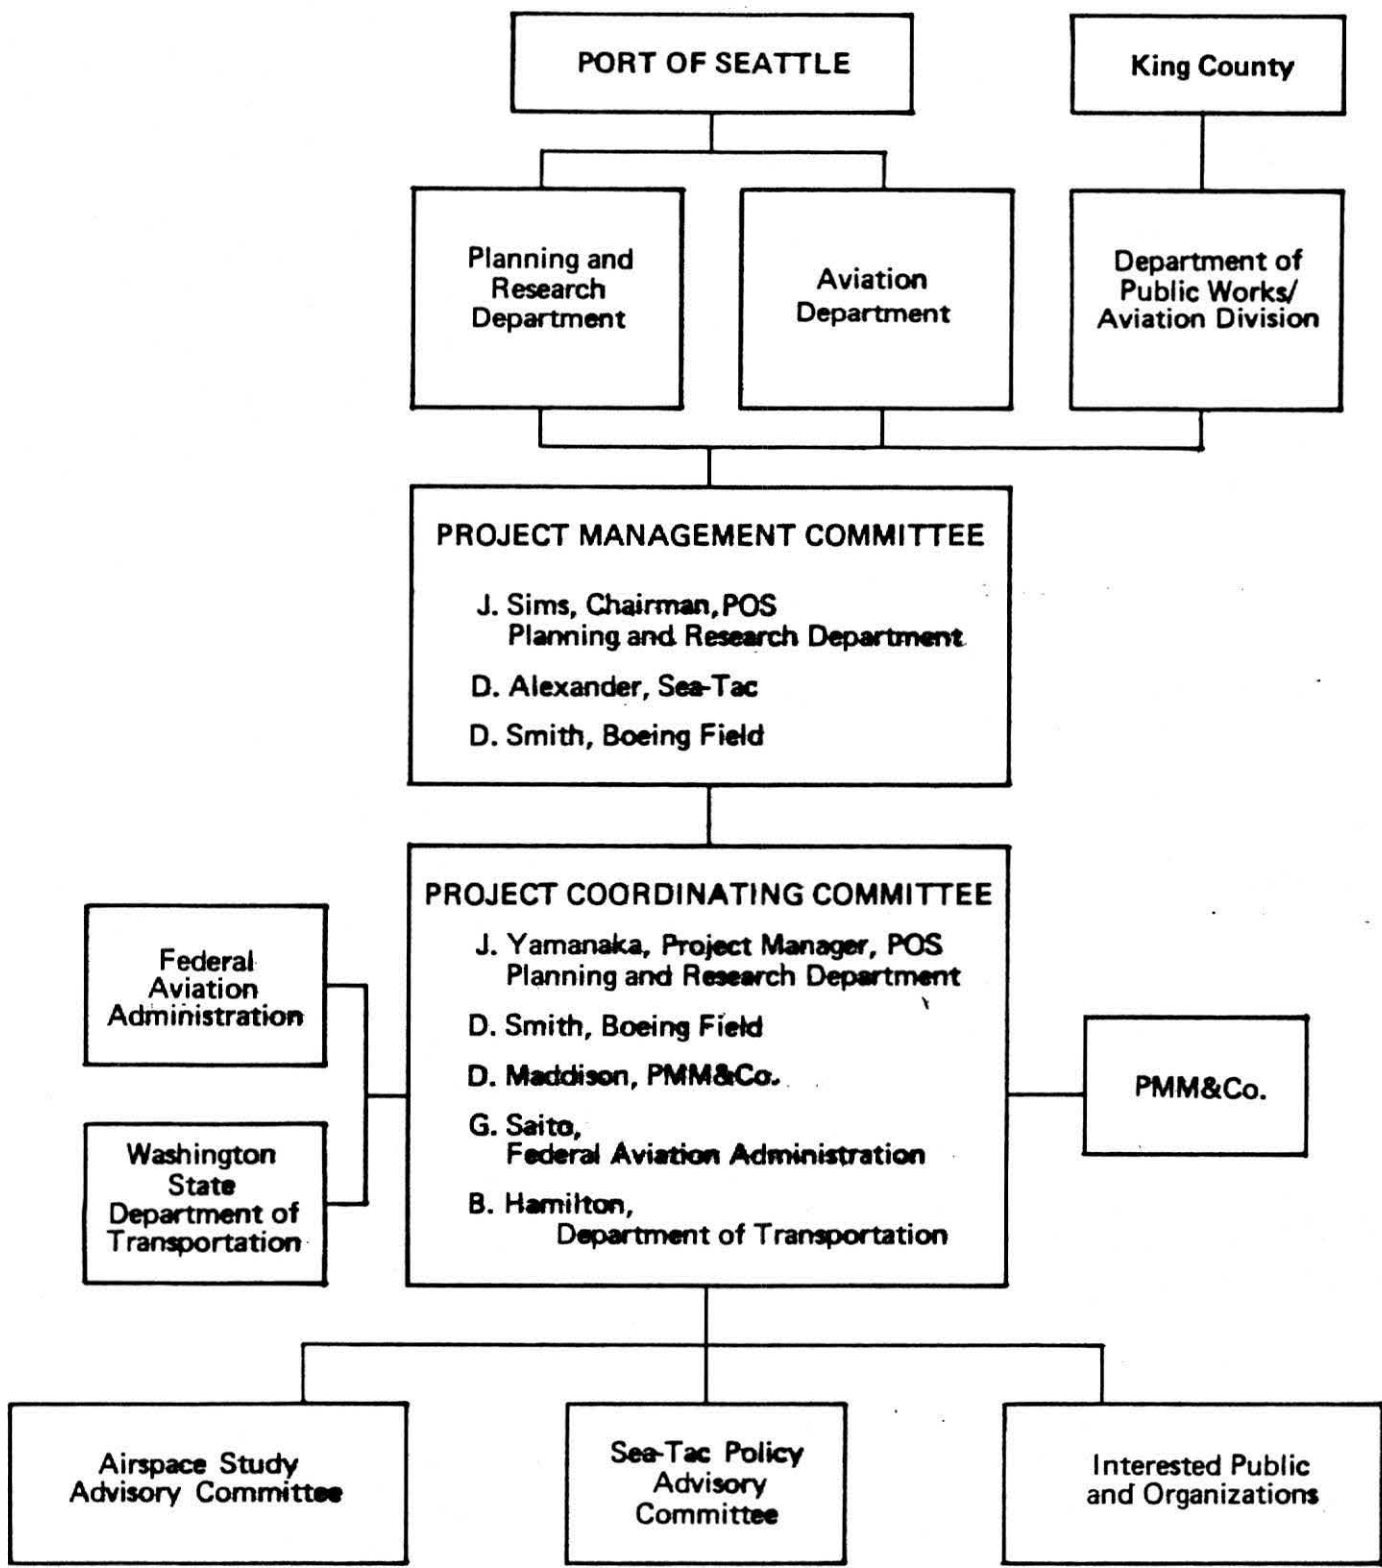 PORT OF SEATTLE
King County
Planning and
Research
Department
Aviation
Department
Department of
Public Works/
Aviation Division
PROJECT MANAGEMENT COMMITTEE
J. Sims, Chairman, POS
Planning and Research Department
D. Alexander, Sea-Tac
D. Smith, Boeing Field
PROJECT COORDINATING COMMITTEE
J. Yamanaka, Project Manager, POS
Planning and Research Department
D. Smith, Boeing Field
D. Maddison, PMM&Co.
G. Saito,
Federal Aviation Administration
B. Hamilton,
Department of Transportation
Federal
Aviation
Administration
Washington
State
Department of
Transportation
PMM&Co.
Airspace Study
Advisory Committee
Sea-Tac Policy
Advisory
Committee
Interested Public
and Organizations